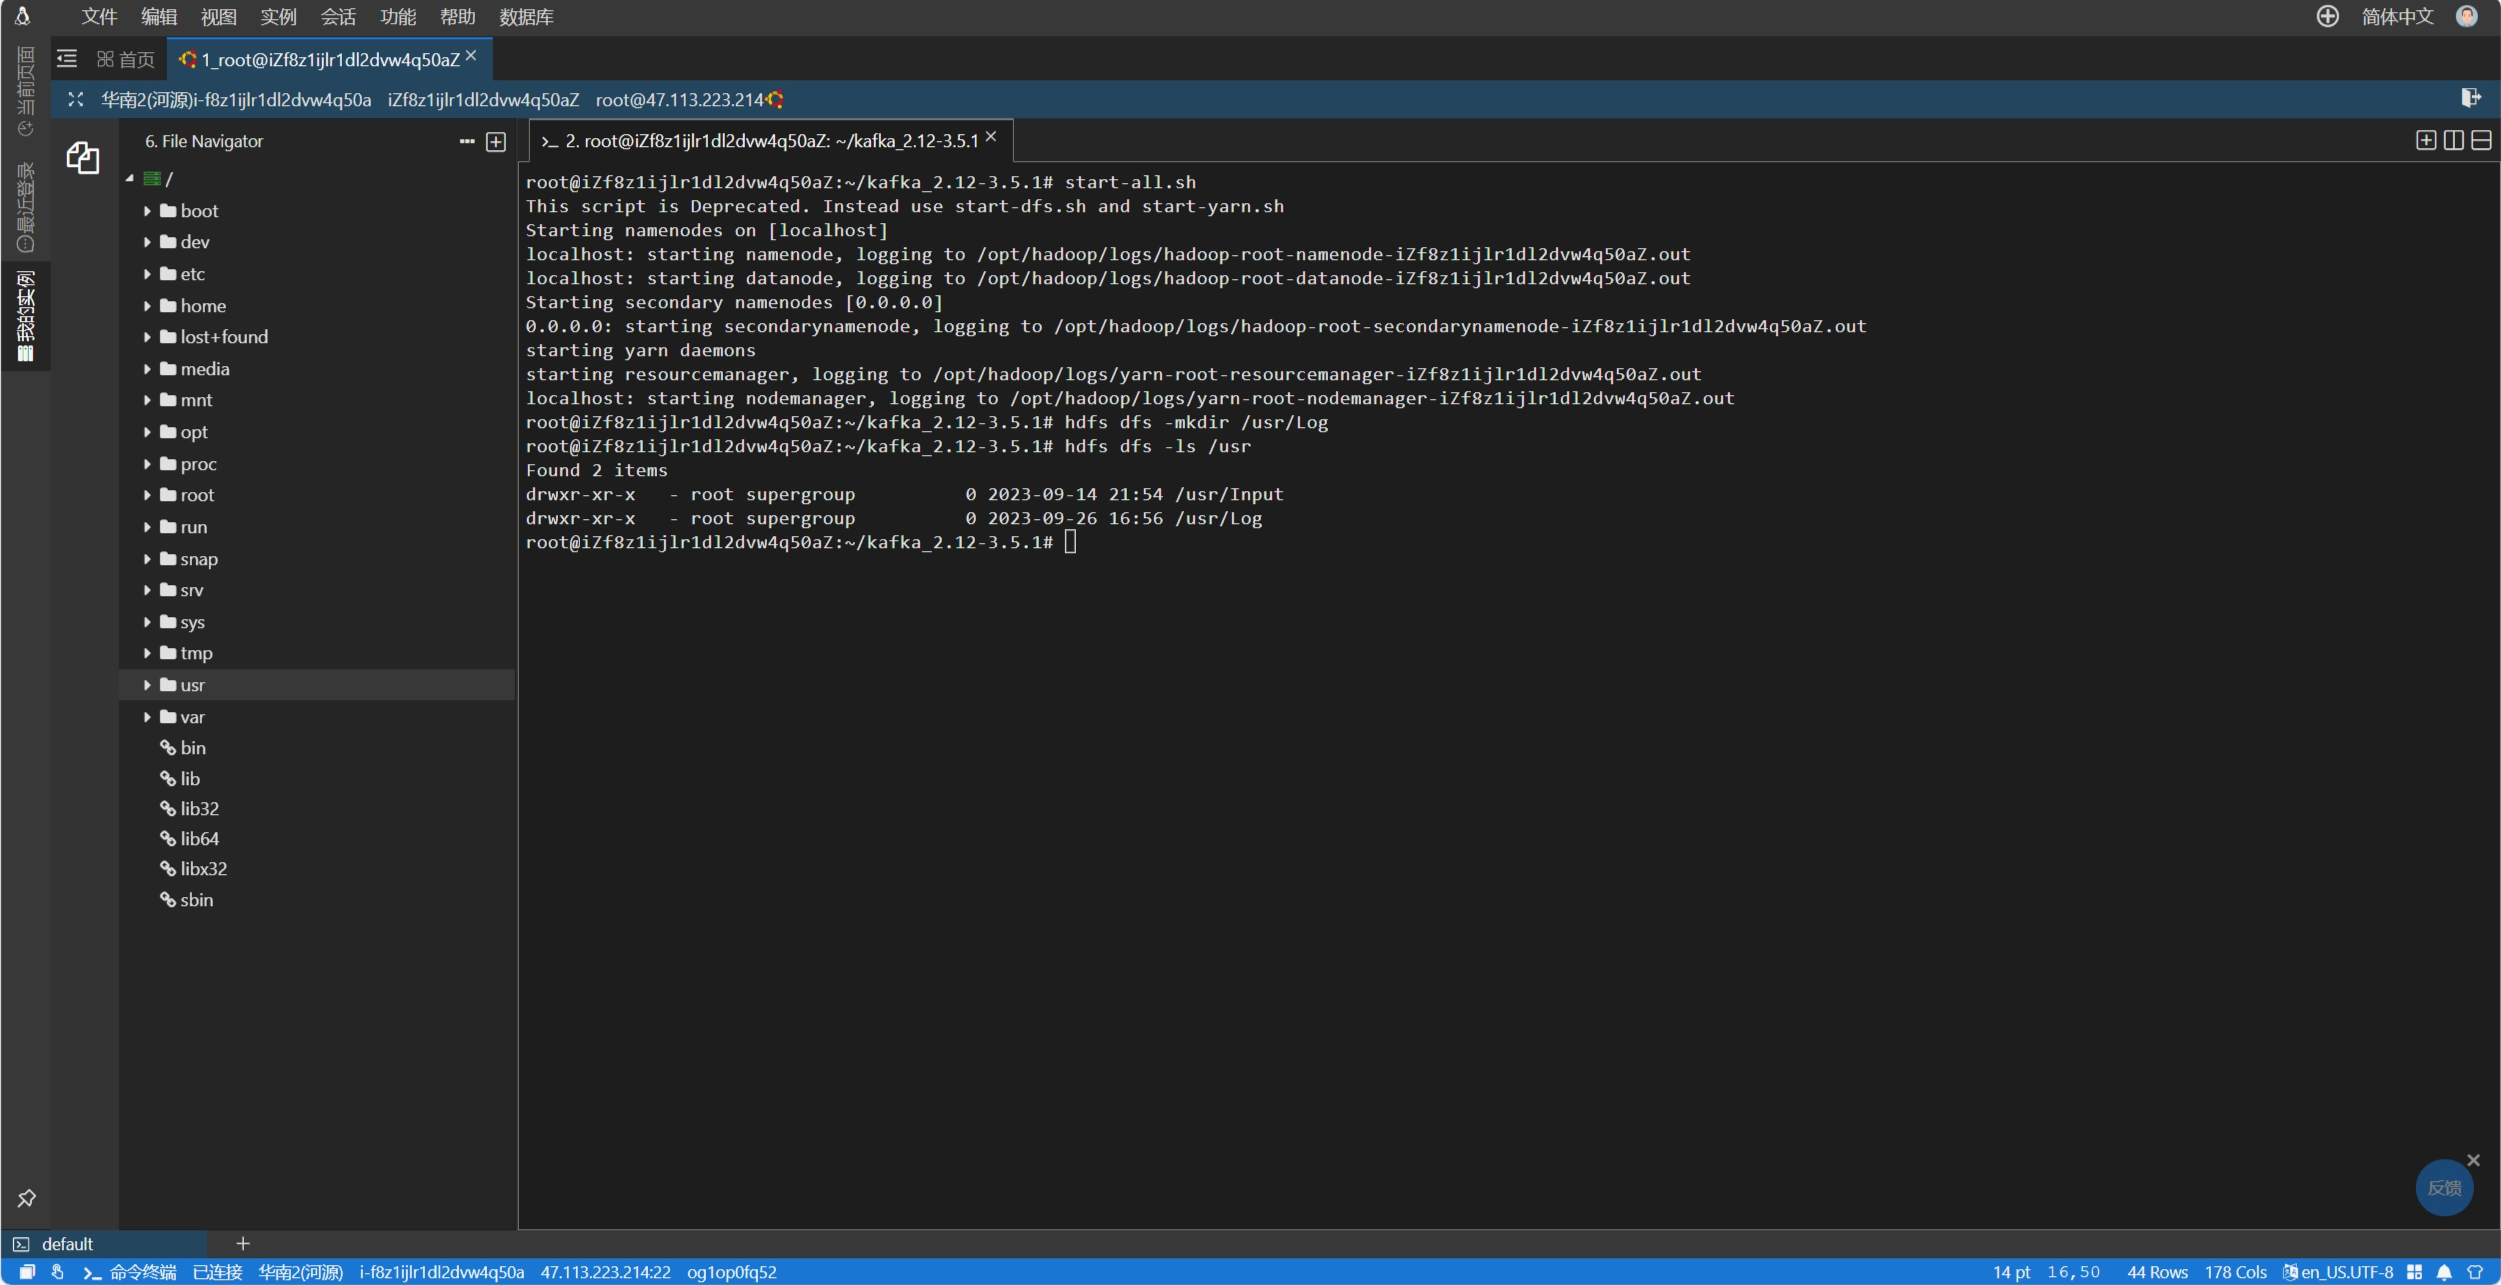 文件 编辑 视图 实例 会话 功能 帮助 数据库 简体中文
当前页面
最近登录
我的实例
首页 1_root@iZf8z1ijlr1dl2dvw4q50aZ
华南2(河源)i-f8z1ijlr1dl2dvw4q50a iZf8z1ijlr1dl2dvw4q50aZ root@47.113.223.214
6. File Navigator
/
boot
dev
etc
home
lost+found
media
mnt
opt
proc
root
run
snap
srv
sys
tmp
usr
var
bin
lib
lib32
lib64
libx32
sbin
>_ 2. root@iZf8z1ijlr1dl2dvw4q50aZ: ~/kafka_2.12-3.5.1
root@iZf8z1ijlr1dl2dvw4q50aZ:~/kafka_2.12-3.5.1# start-all.sh
This script is Deprecated. Instead use start-dfs.sh and start-yarn.sh
Starting namenodes on [localhost]
localhost: starting namenode, logging to /opt/hadoop/logs/hadoop-root-namenode-iZf8z1ijlr1dl2dvw4q50aZ.out
localhost: starting datanode, logging to /opt/hadoop/logs/hadoop-root-datanode-iZf8z1ijlr1dl2dvw4q50aZ.out
Starting secondary namenodes [0.0.0.0]
0.0.0.0: starting secondarynamenode, logging to /opt/hadoop/logs/hadoop-root-secondarynamenode-iZf8z1ijlr1dl2dvw4q50aZ.out
starting yarn daemons
starting resourcemanager, logging to /opt/hadoop/logs/yarn-root-resourcemanager-iZf8z1ijlr1dl2dvw4q50aZ.out
localhost: starting nodemanager, logging to /opt/hadoop/logs/yarn-root-nodemanager-iZf8z1ijlr1dl2dvw4q50aZ.out
root@iZf8z1ijlr1dl2dvw4q50aZ:~/kafka_2.12-3.5.1# hdfs dfs -mkdir /usr/Log
root@iZf8z1ijlr1dl2dvw4q50aZ:~/kafka_2.12-3.5.1# hdfs dfs -ls /usr
Found 2 items
drwxr-xr-x   - root supergroup          0 2023-09-14 21:54 /usr/Input
drwxr-xr-x   - root supergroup          0 2023-09-26 16:56 /usr/Log
root@iZf8z1ijlr1dl2dvw4q50aZ:~/kafka_2.12-3.5.1#
反馈
default
>_ 命令终端 已连接 华南2(河源) i-f8z1ijlr1dl2dvw4q50a 47.113.223.214:22 og1op0fq52 14 pt 16,50 44 Rows 178 Cols en_US.UTF-8